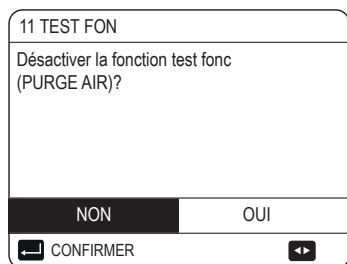 11 TEST FON
Désactiver la fonction test fonc
(PURGE AIR)?
NON OUI
CONFIRMER